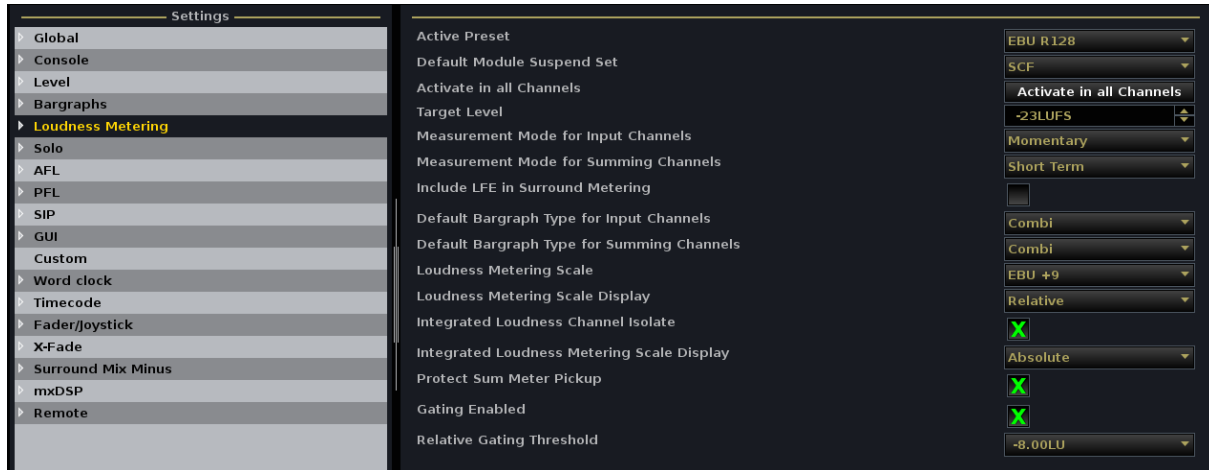 Settings
Global
Console
Level
Bargraphs
Loudness Metering
Solo
AFL
PFL
SIP
GUI
Custom
Word clock
Timecode
Fader/Joystick
X-Fade
Surround Mix Minus
mxDSP
Remote
Active Preset EBU R128
Default Module Suspend Set SCF
Activate in all Channels Activate in all Channels
Target Level -23LUFS
Measurement Mode for Input Channels Momentary
Measurement Mode for Summing Channels Short Term
Include LFE in Surround Metering
Default Bargraph Type for Input Channels Combi
Default Bargraph Type for Summing Channels Combi
Loudness Metering Scale EBU +9
Loudness Metering Scale Display Relative
Integrated Loudness Channel Isolate X
Integrated Loudness Metering Scale Display Absolute
Protect Sum Meter Pickup X
Gating Enabled X
Relative Gating Threshold -8.00LU